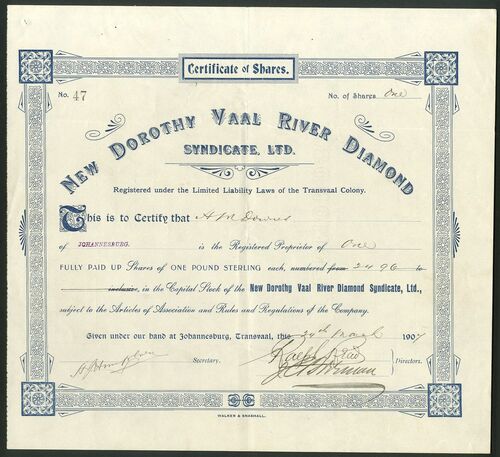 Certificate of Shares.
No. 47
No. of Shares One
NEW DOROTHY VAAL RIVER DIAMOND
SYNDICATE, LTD.
Registered under the Limited Liability Laws of the Transvaal Colony.
This is to Certify that A M Downes
of JOHANNESBURG. is the Registered Proprietor of One
FULLY PAID UP Shares of ONE POUND STERLING each, numbered from 2496 to
inclusive, in the Capital Stock of the New Dorothy Vaal River Diamond Syndicate, Ltd.,
subject to the Articles of Association and Rules and Regulations of the Company.
Given under our hand at Johannesburg, Transvaal, this 27th March 1907
Ralph
Secretary.
Directors.
WALKER & SNASHALL.